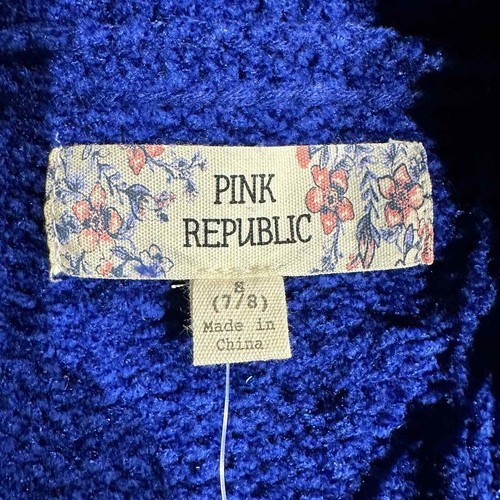 PINK
REPUBLIC
S
(7/8)
Made in
China